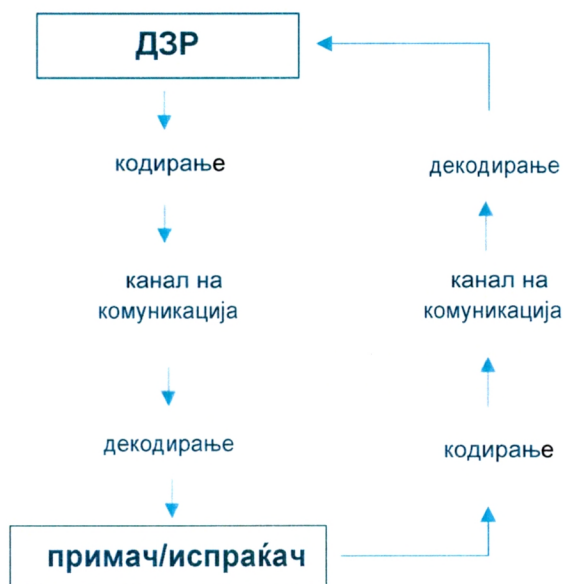 ДЗР
кодирање
декодирање
канал на
комуникација
канал на
комуникација
декодирање
кодирање
примач/испраќач